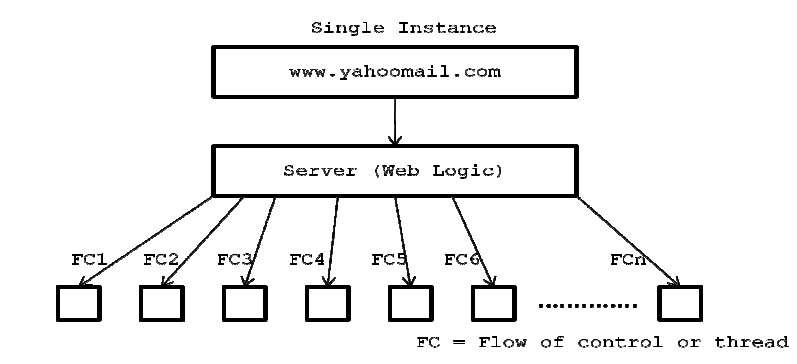 Single Instance
www.yahoomail.com
Server (Web Logic)
FC1 FC2 FC3 FC4 FC5 FC6 FCn
FC = Flow of control or thread